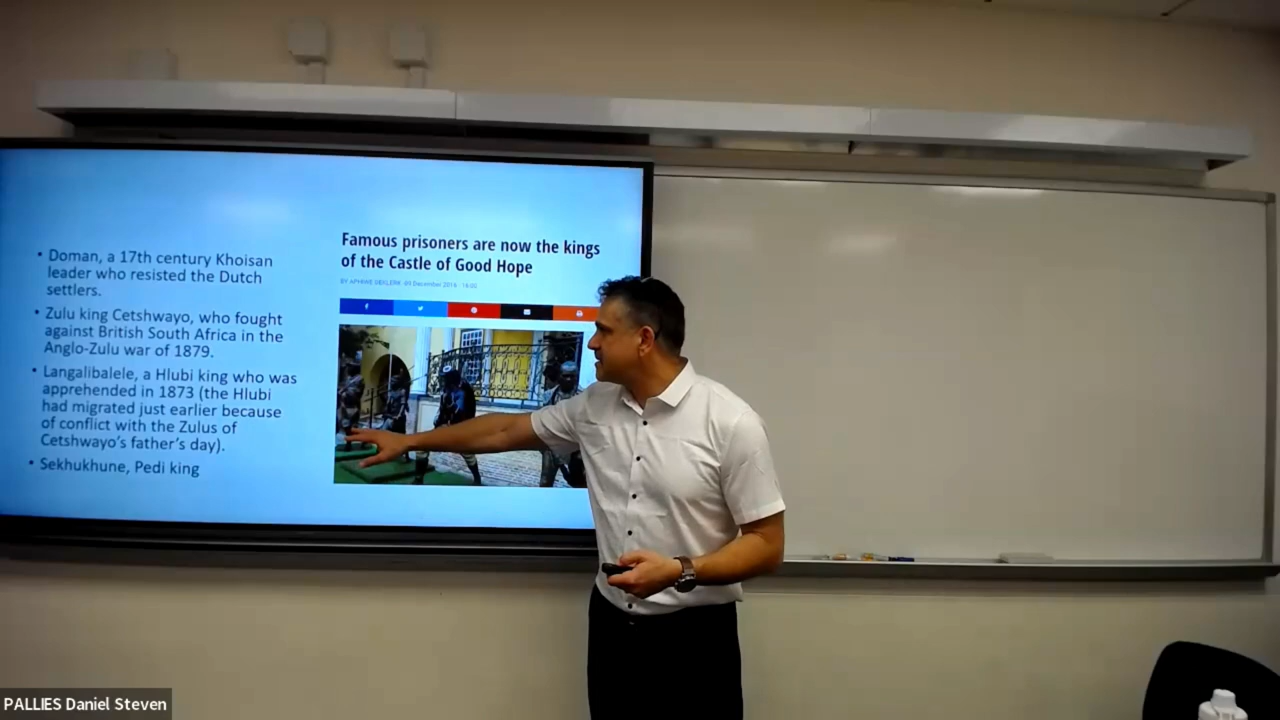 Famous prisoners are now the kings
of the Castle of Good Hope
03 December 2016
• Doman, a 17th century Khoisan
leader who resisted the Dutch
settlers.
• Zulu king Cetshwayo, who fought
against British South Africa in the
Anglo-Zulu war of 1879.
• Langalibalele, a Hlubi king who was
apprehended in 1873 (the Hlubi
had migrated just earlier because
of conflict with the Zulus of
Cetshwayo's father's day).
• Sekhukhune, Pedi king
PALLIES Daniel Steven